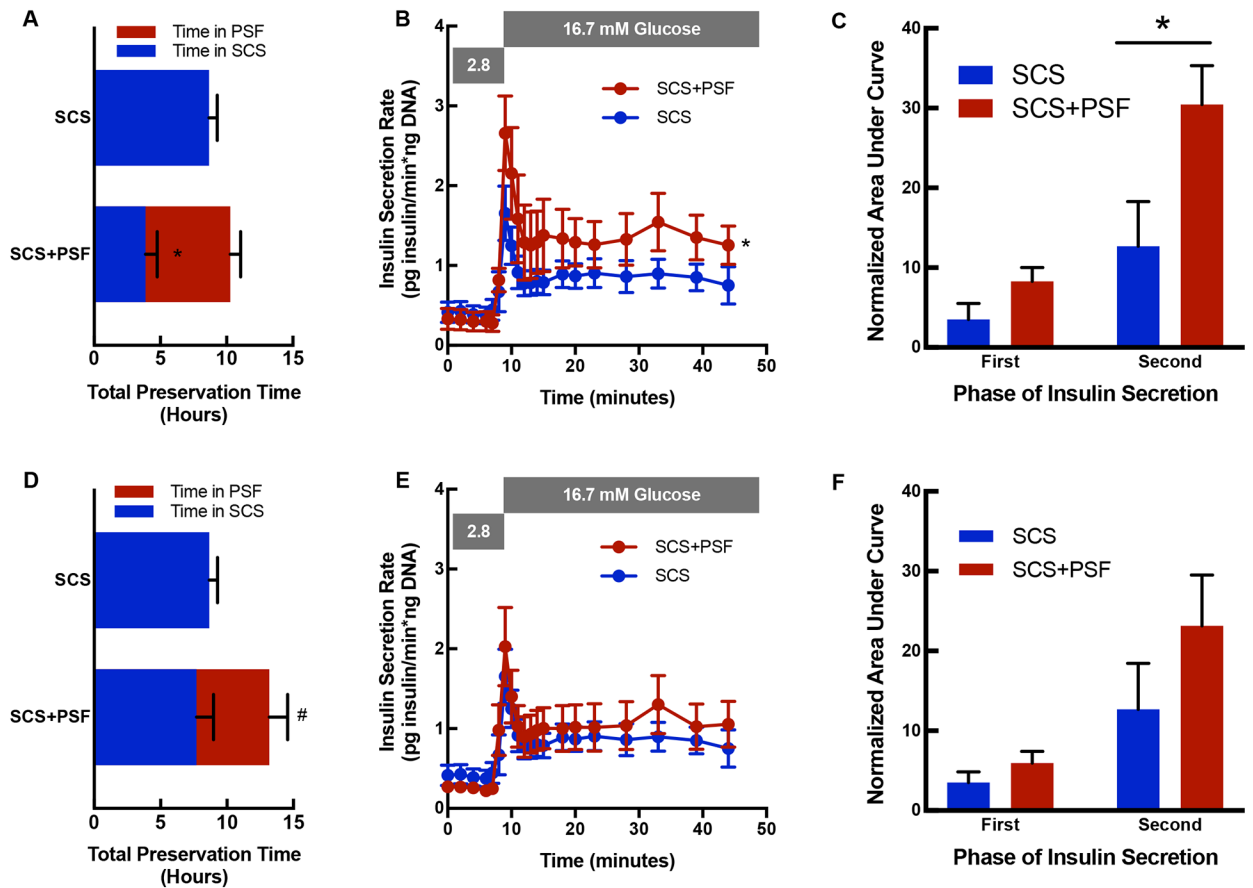 A
Time in PSF
Time in SCS
SCS
SCS+PSF
*
0
5
10
15
Total Preservation Time
(Hours)
B
16.7 mM Glucose
2.8
SCS+PSF
SCS
Insulin Secretion Rate
(pg insulin/min*ng DNA)
4
3
2
1
0
*
0
10
20
30
40
50
Time (minutes)
C
*
SCS
SCS+PSF
Normalized Area Under Curve
40
30
20
10
0
First
Second
Phase of Insulin Secretion
D
Time in PSF
Time in SCS
SCS
SCS+PSF
#
0
5
10
15
Total Preservation Time
(Hours)
E
16.7 mM Glucose
2.8
SCS+PSF
SCS
Insulin Secretion Rate
(pg insulin/min*ng DNA)
4
3
2
1
0
0
10
20
30
40
50
Time (minutes)
F
SCS
SCS+PSF
Normalized Area Under Curve
40
30
20
10
0
First
Second
Phase of Insulin Secretion